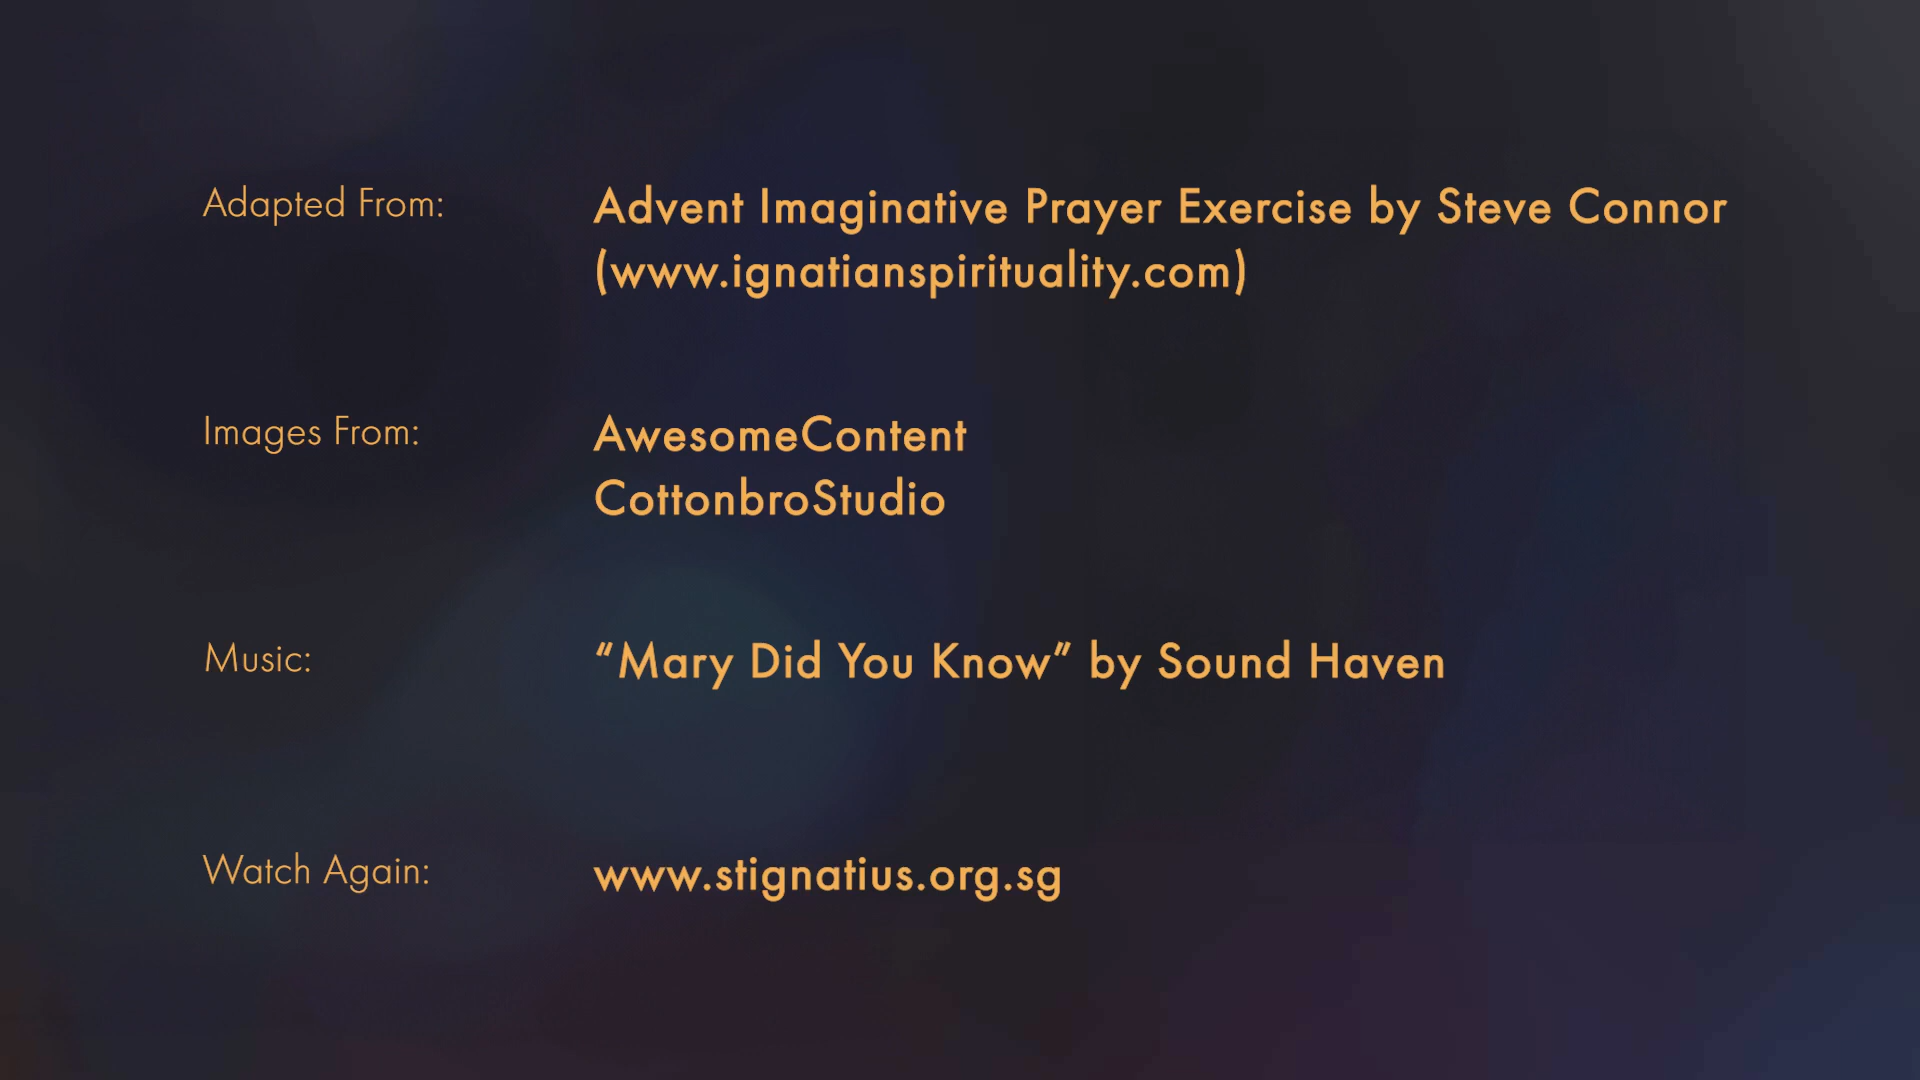 Adapted From: Advent Imaginative Prayer Exercise by Steve Connor
(www.ignatianspirituality.com)
Images From: AwesomeContent
CottonbroStudio
Music: “Mary Did You Know” by Sound Haven
Watch Again: www.stignatius.org.sg